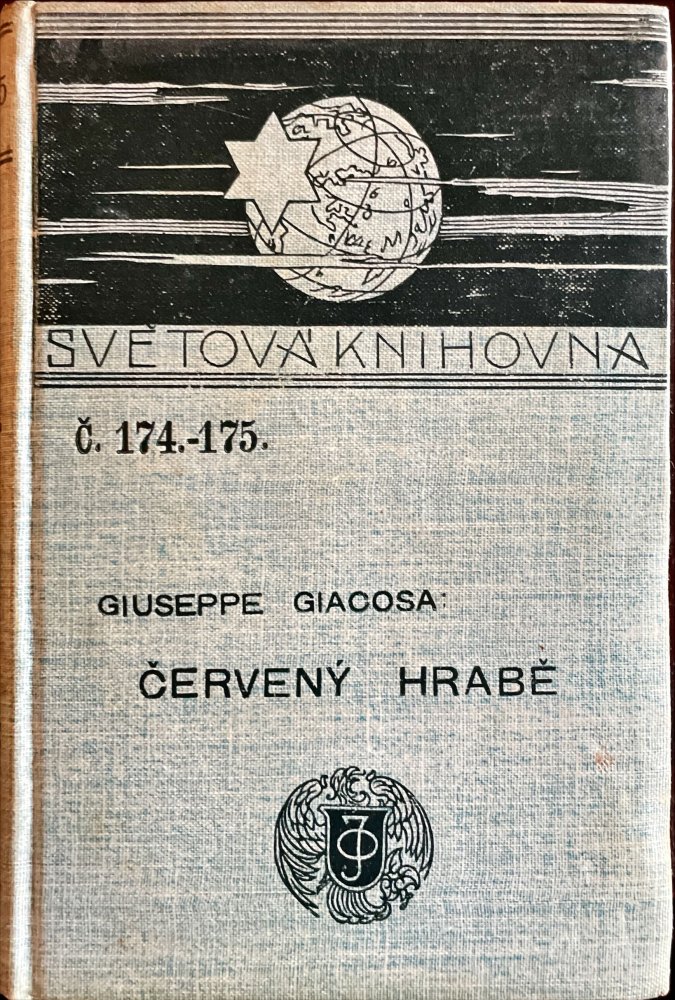 SVĚTOVÁ KNIHOVNA
Č. 174.-175.
GIUSEPPE GIACOSA:
ČERVENÝ HRABĚ